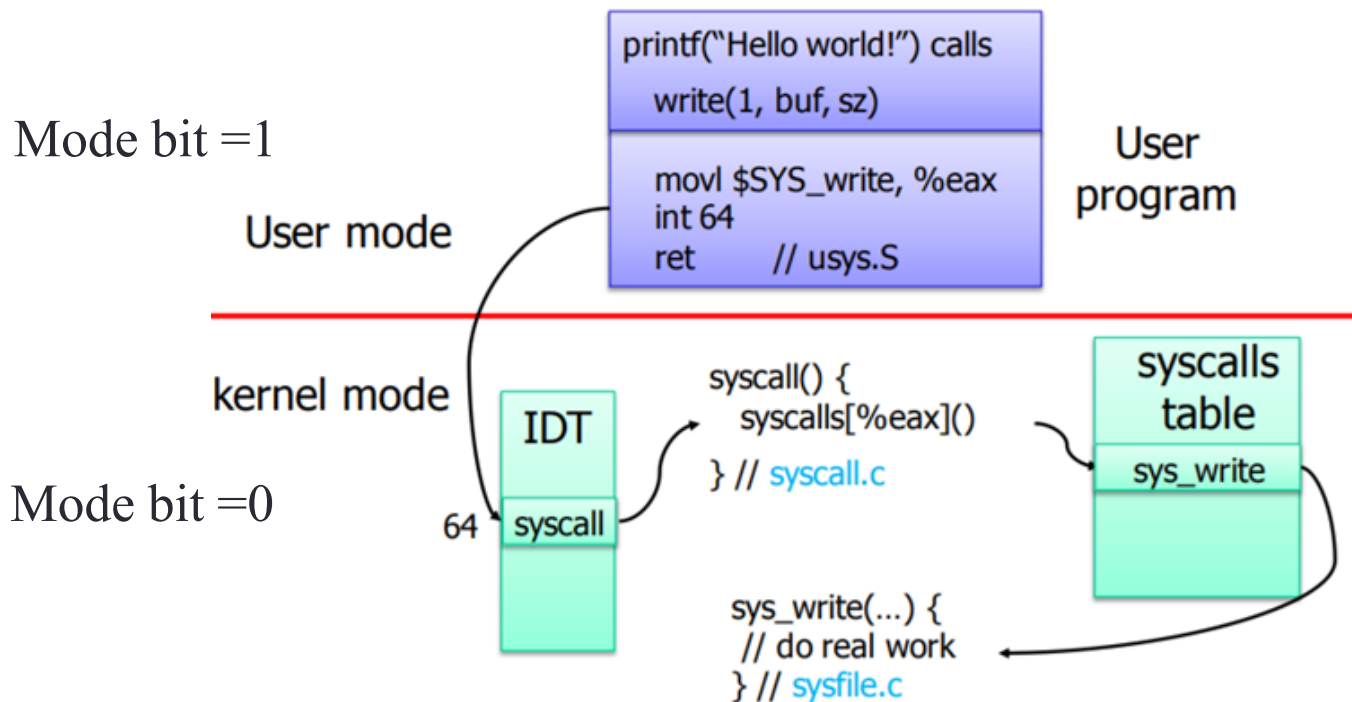 printf(“Hello world!”) calls
write(1, buf, sz)
Mode bit =1
User
program
movl $SYS_write, %eax
int 64
ret // usys.S
User mode
kernel mode
IDT
syscall() {
syscalls[%eax]()
} // syscall.c
syscalls
table
sys_write
Mode bit =0
64
syscall
sys_write(...) {
// do real work
} // sysfile.c